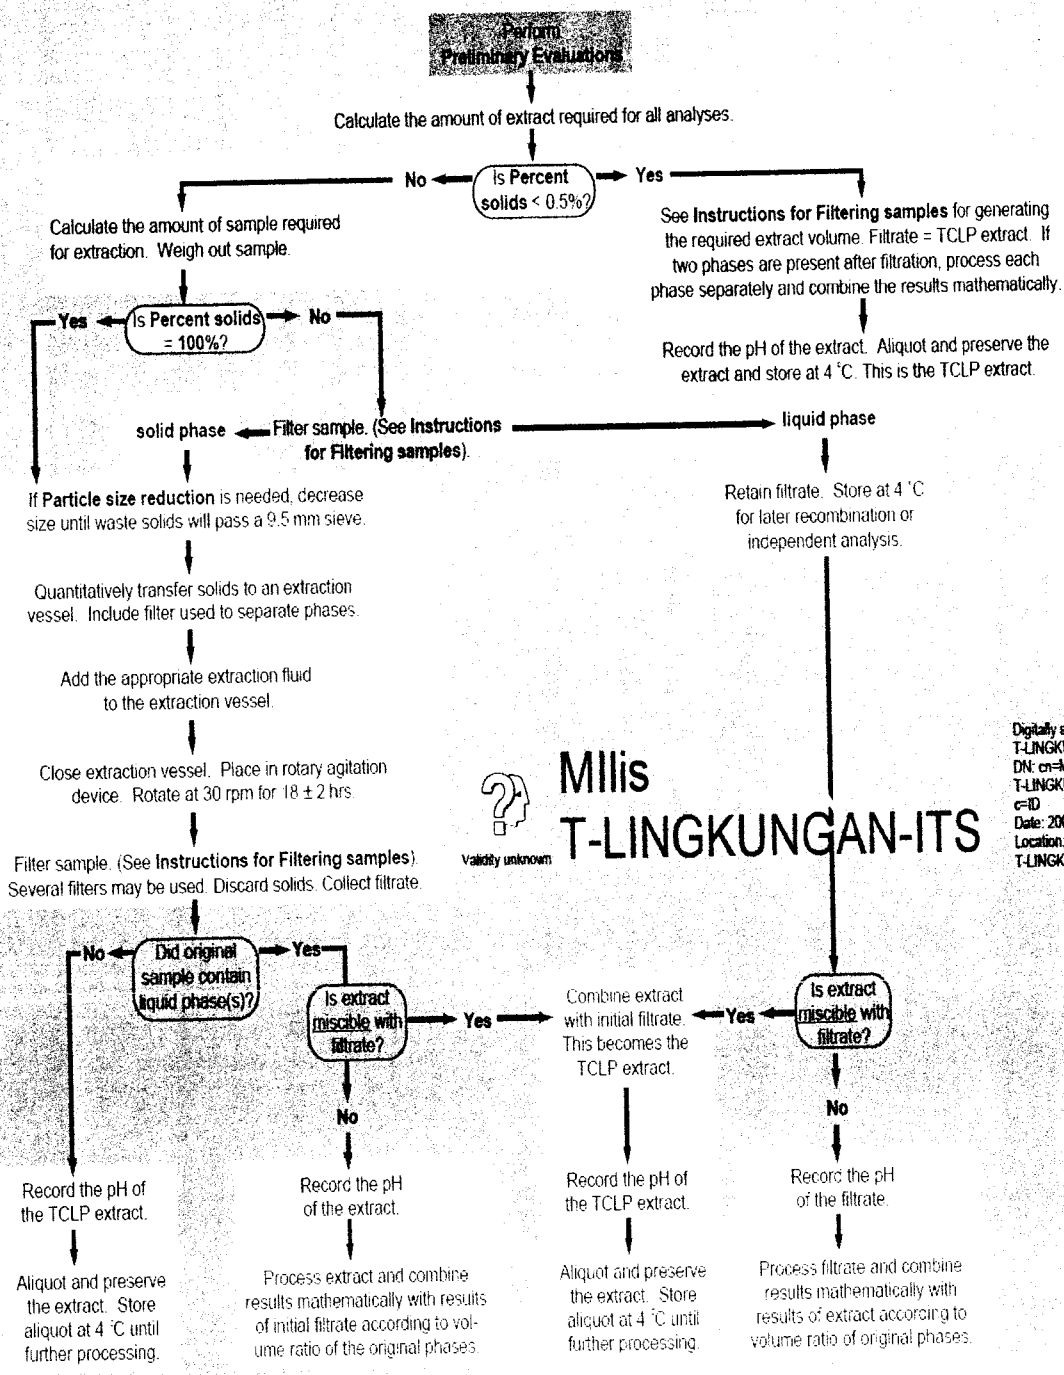 Perform
Preliminary Evaluations
Calculate the amount of extract required for all analyses.
No
Is Percent
solids < 0.5%?
Yes
Calculate the amount of sample required
for extraction. Weigh out sample.
See Instructions for Filtering samples for generating
the required extract volume. Filtrate = TCLP extract. If
two phases are present after filtration, process each
phase separately and combine the results mathematically.
Yes
Is Percent solids
= 100%?
No
Record the pH of the extract. Aliquot and preserve the
extract and store at 4 °C. This is the TCLP extract.
solid phase
Filter sample. (See Instructions
for Filtering samples).
liquid phase
If Particle size reduction is needed, decrease
size until waste solids will pass a 9.5 mm sieve.
Retain filtrate. Store at 4 °C
for later recombination or
independent analysis.
Quantitatively transfer solids to an extraction
vessel. Include filter used to separate phases.
Add the appropriate extraction fluid
to the extraction vessel.
Close extraction vessel. Place in rotary agitation
device. Rotate at 30 rpm for 18 ± 2 hrs.
?
Validity unknown
MIlis
T-LINGKUNGAN-ITS
Digitally
T-LINGK
DN: cn=
T-LINGK
c=ID
Date: 20
Location:
T-LINGK
Filter sample. (See Instructions for Filtering samples).
Several filters may be used. Discard solids. Collect filtrate.
No
Did original
sample contain
liquid phase(s)?
Yes
Is extract
miscible with
filtrate?
Yes
Combine extract
with initial filtrate.
This becomes the
TCLP extract.
Yes
Is extract
miscible with
filtrate?
No
No
Record the pH of
the TCLP extract.
Record the pH
of the extract.
Record the pH of
the TCLP extract.
Record the pH
of the filtrate.
Aliquot and preserve
the extract. Store
aliquot at 4 °C until
further processing.
Process extract and combine
results mathematically with results
of initial filtrate according to vol-
ume ratio of the original phases.
Aliquot and preserve
the extract. Store
aliquot at 4 °C until
further processing.
Process filtrate and combine
results mathematically with
results of extract according to
volume ratio of original phases.